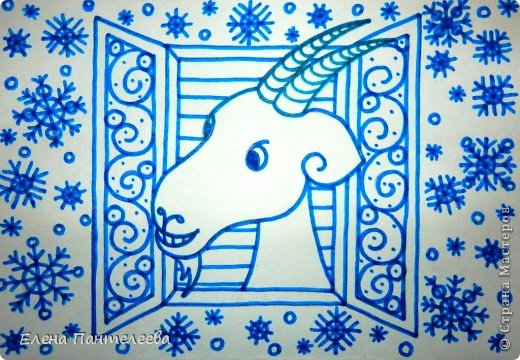 Елена Пантелеева
© Страна Мастеров